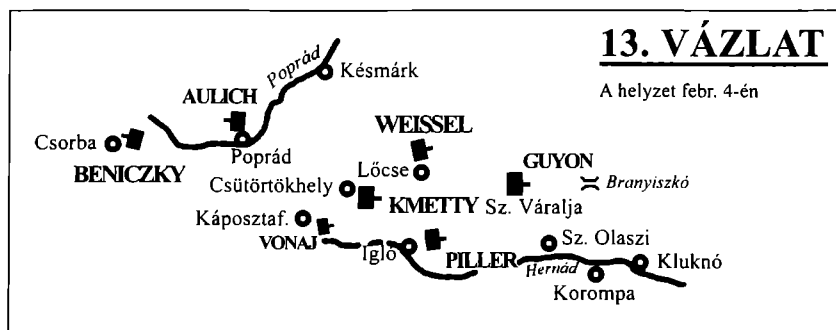 13. VÁZLAT
A helyzet febr. 4-én
Poprád
Késmárk
AULICH
Csorba
BENICZKY
Poprád
WEISSEL
Lőcse
GUYON
Branyiszkó
Csütörtökhely
KMETTY
Sz. Váralja
Káposztaf.
VONAJ
Igló
PILLER
Sz. Olaszi
Hernád
Kluknó
Korompa